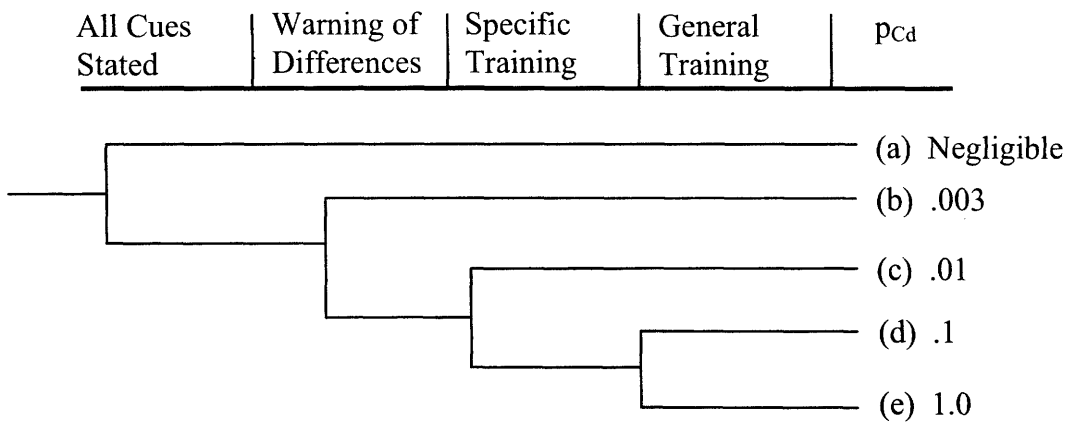 All Cues Warning of Specific General pCd
Stated Differences Training Training
(a) Negligible
(b) .003
(c) .01
(d) .1
(e) 1.0